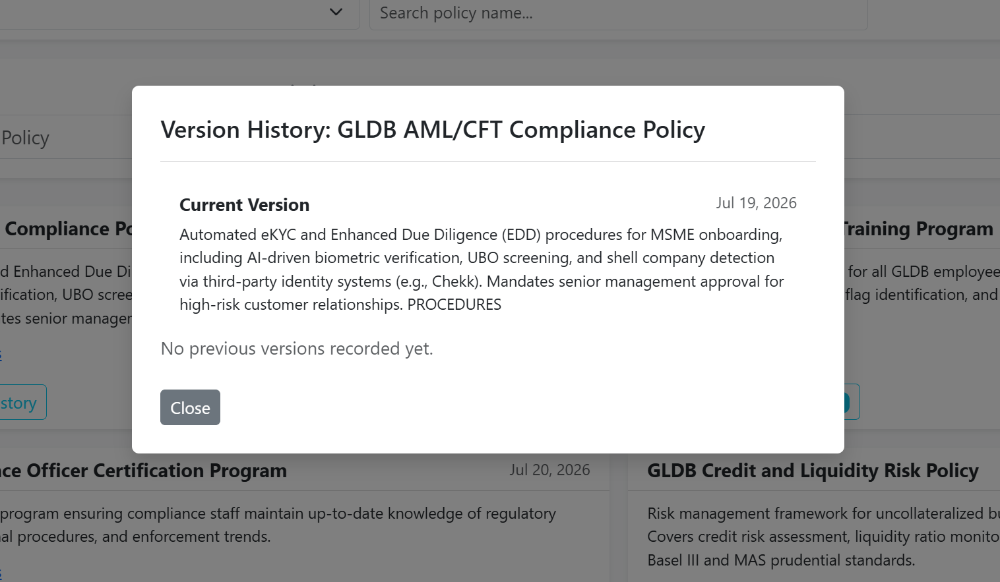 Search policy name...
Policy
Version History: GLDB AML/CFT Compliance Policy
Current Version
Jul 19, 2026
Automated eKYC and Enhanced Due Diligence (EDD) procedures for MSME onboarding,
including AI-driven biometric verification, UBO screening, and shell company detection
via third-party identity systems (e.g., Chekk). Mandates senior management approval for
high-risk customer relationships. PROCEDURES
No previous versions recorded yet.
Close
Compliance
Training Program
d Enhanced Due Di
for all GLDB employee
ification, UBO scree
flag identification, and
tes senior manager
s
story
ce Officer Certification Program
Jul 20, 2026
program ensuring compliance staff maintain up-to-date knowledge of regulatory
al procedures, and enforcement trends.
s
GLDB Credit and Liquidity Risk Policy
Risk management framework for uncollateralized bu
Covers credit risk assessment, liquidity ratio monito
Basel III and MAS prudential standards.